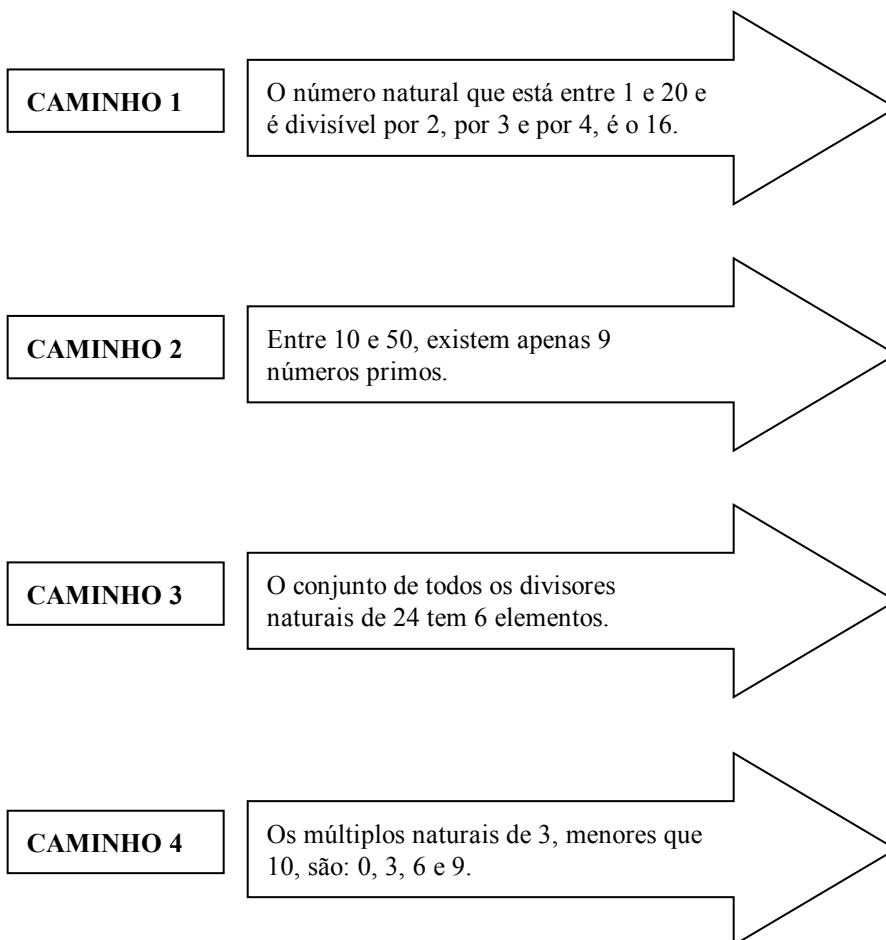 CAMINHO 1
O número natural que está entre 1 e 20 e
é divisível por 2, por 3 e por 4, é o 16.
CAMINHO 2
Entre 10 e 50, existem apenas 9
números primos.
CAMINHO 3
O conjunto de todos os divisores
naturais de 24 tem 6 elementos.
CAMINHO 4
Os múltiplos naturais de 3, menores que
10, são: 0, 3, 6 e 9.